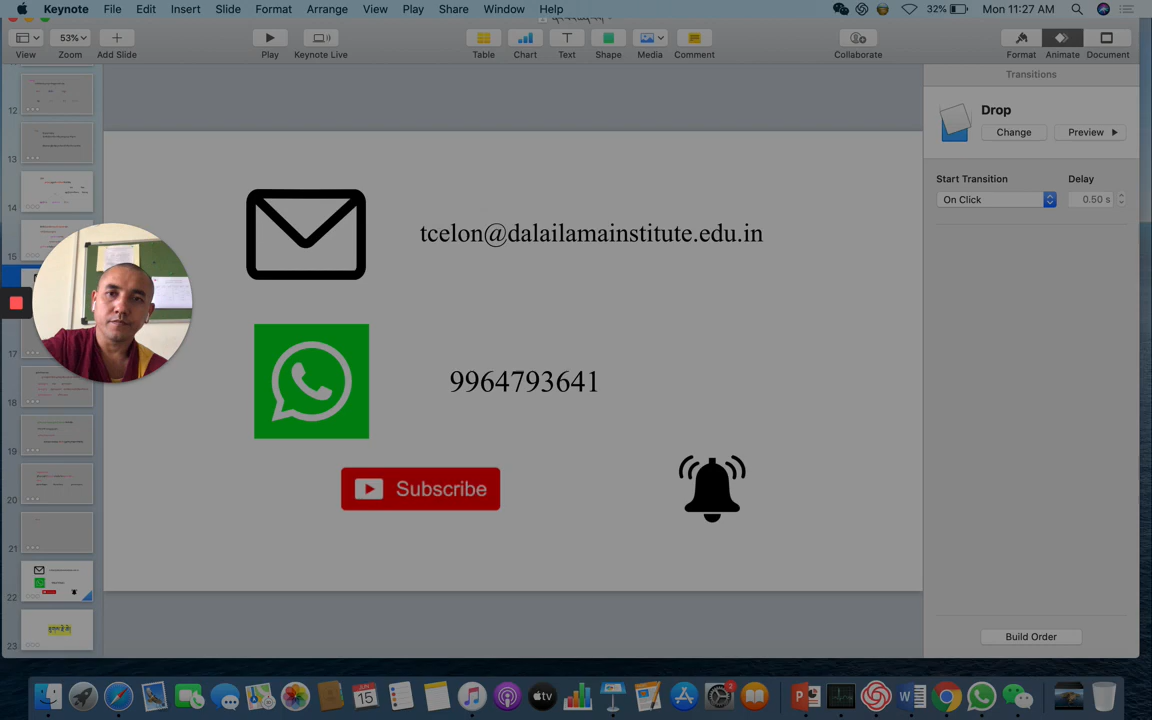 Keynote File Edit Insert Slide Format Arrange View Play Share Window Help
32% Mon 11:27 AM
53%
View Zoom Add Slide Play Keynote Live Table Chart Text Shape Media Comment Collaborate Format Animate Document
Transitions
Drop
Change Preview
Start Transition Delay
On Click 0.50 s
tcelon@dalailamainstitute.edu.in
9964793641
Subscribe
12
13
14
15
17
18
19
20
21
22
23
Build Order
JUN
15
2